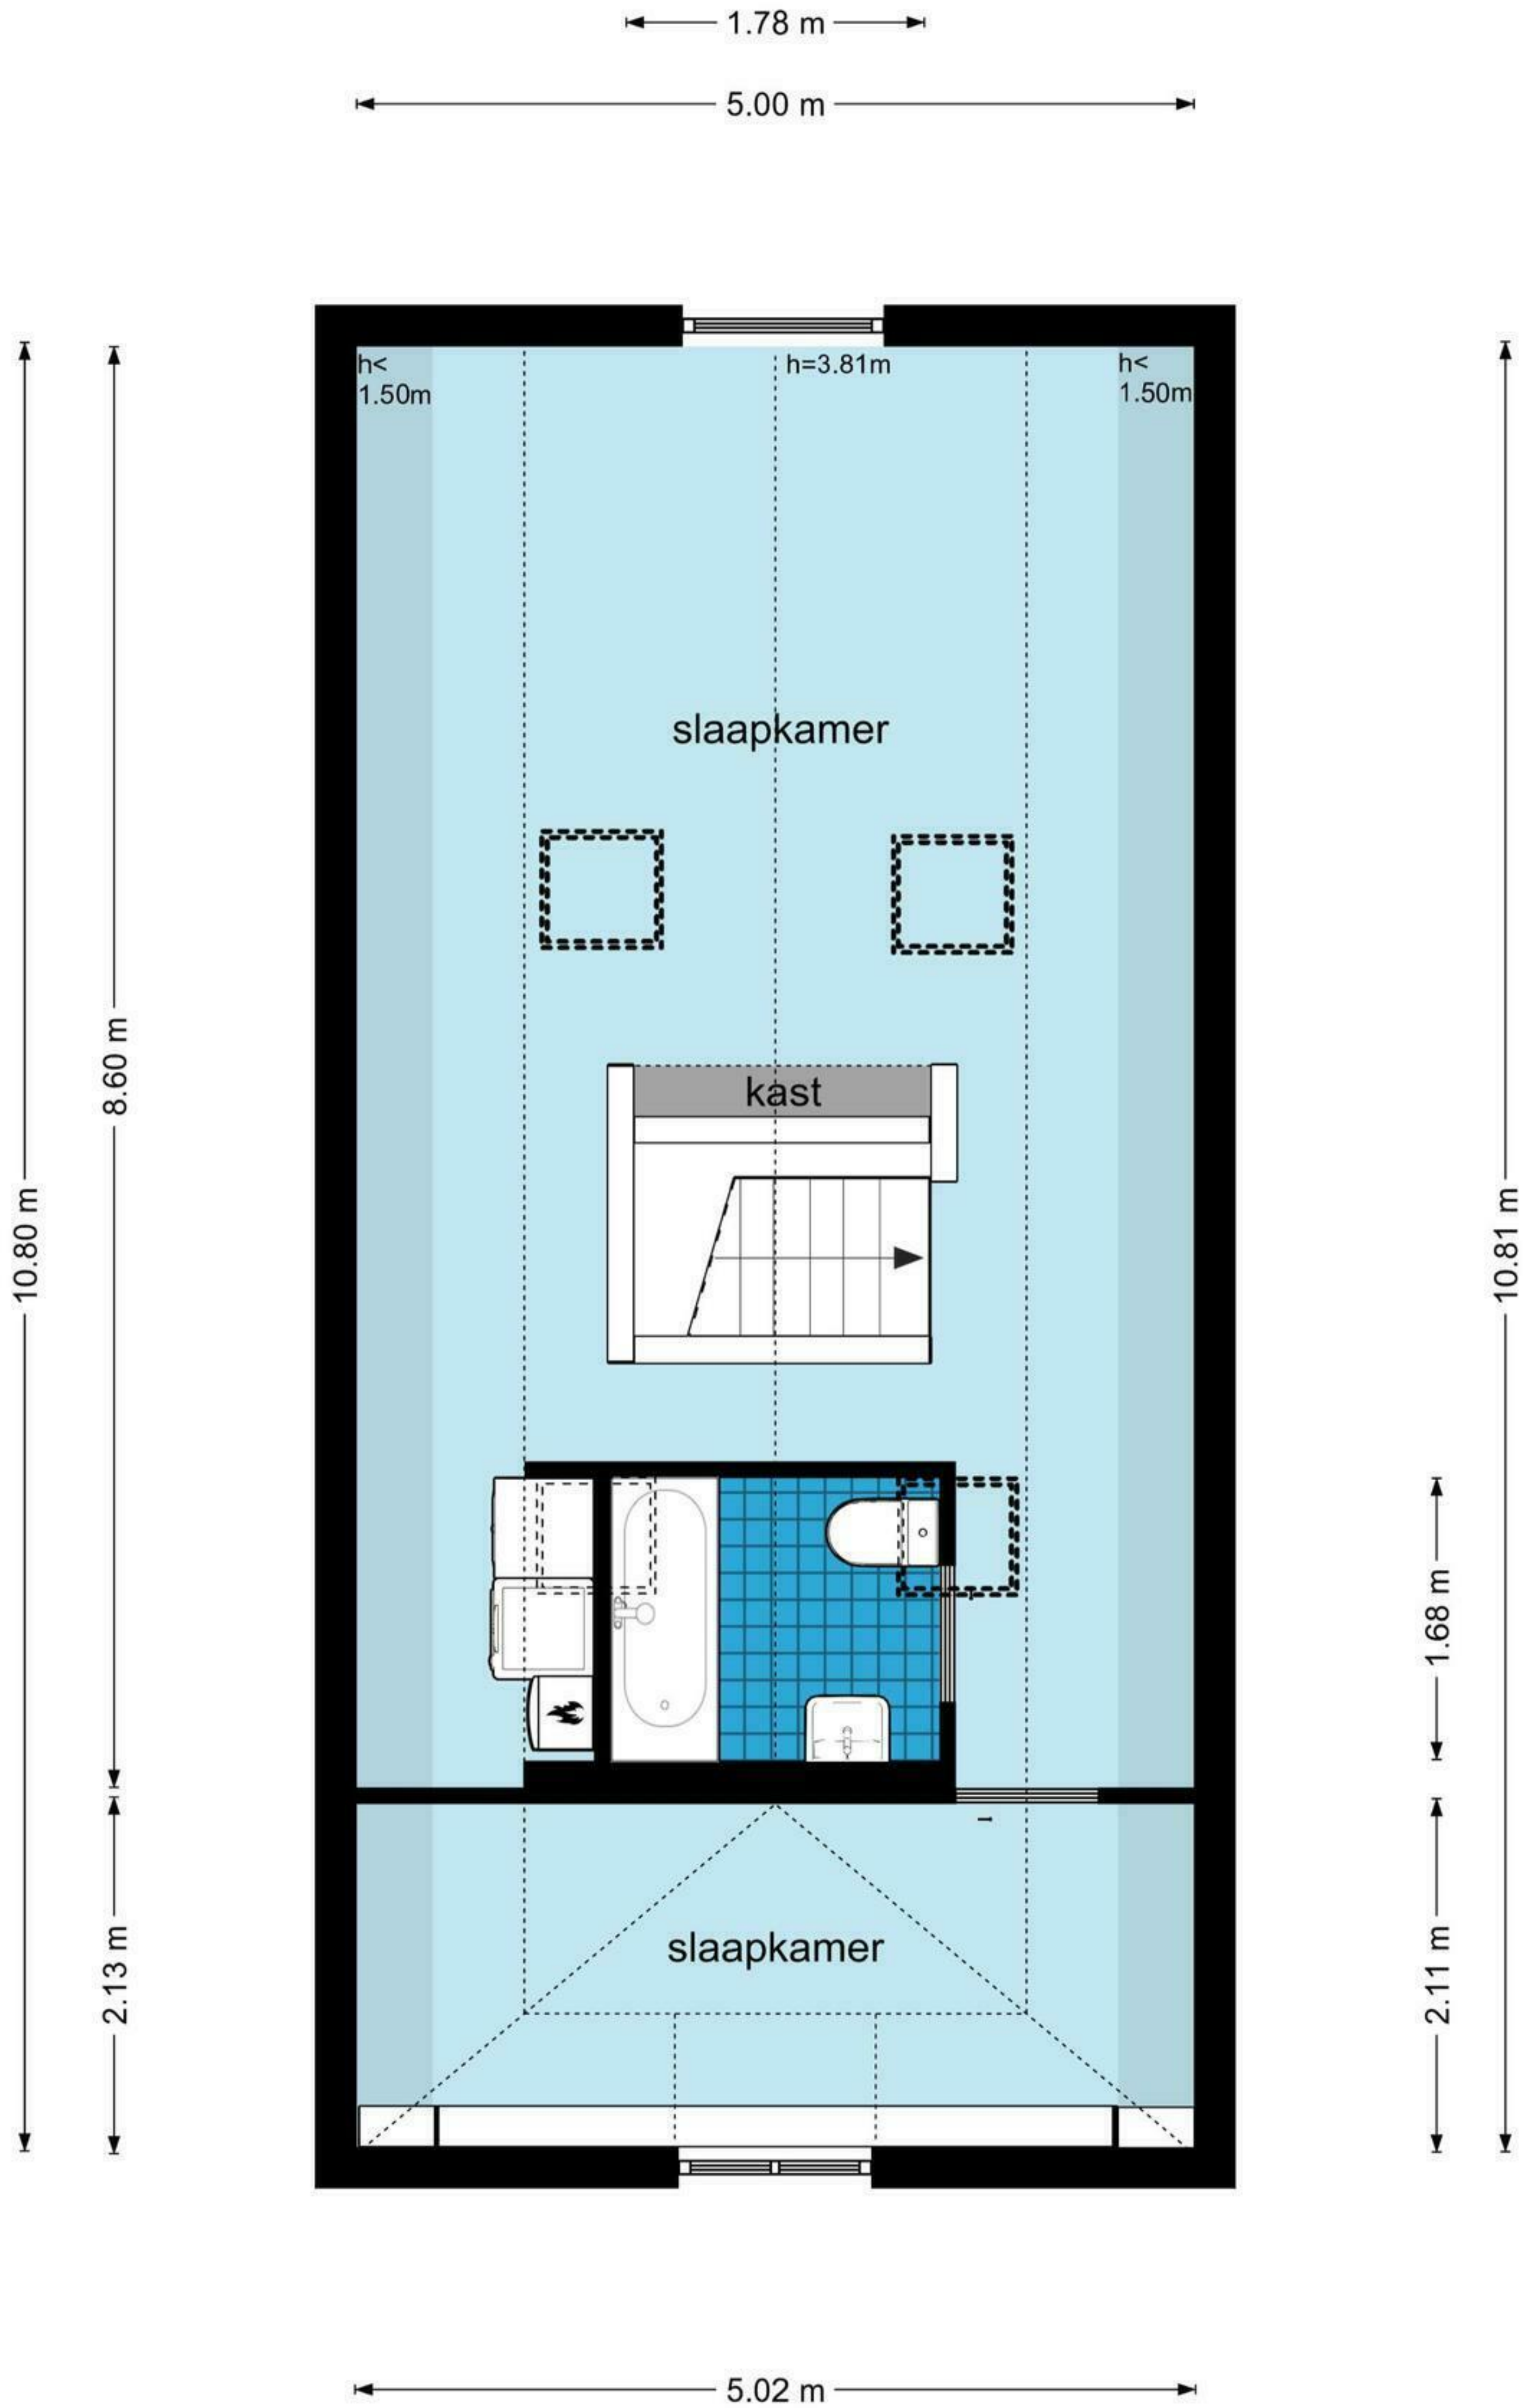 1.78 m
5.00 m
h<
1.50m
h=3.81m
h<
1.50m
slaapkamer
kast
8.60 m
10.80 m
10.81 m
1.68 m
slaapkamer
2.13 m
2.11 m
5.02 m